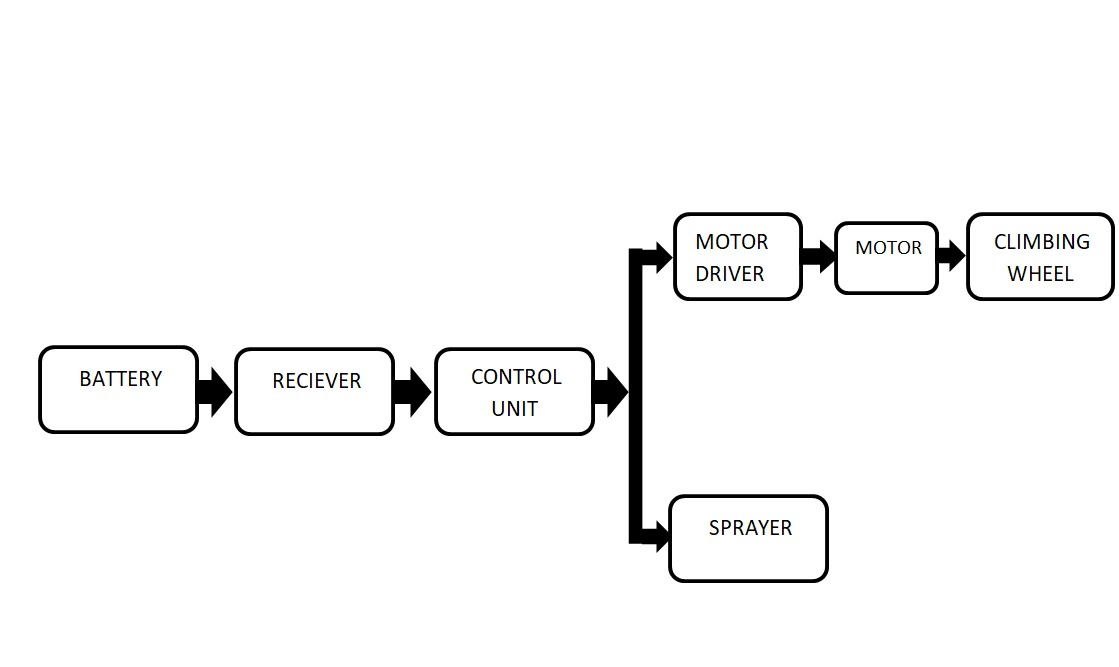 BATTERY
RECIEVER
CONTROL
UNIT
MOTOR
DRIVER
MOTOR
CLIMBING
WHEEL
SPRAYER